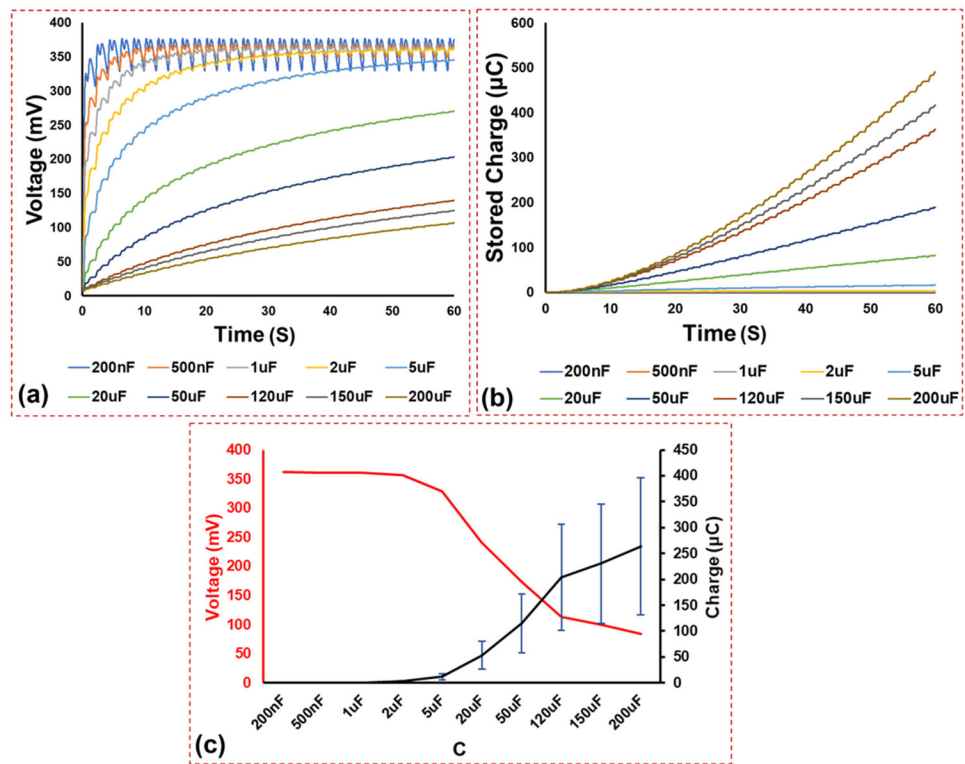 400
350
300
250
200
150
100
50
0
Voltage (mV)
0 10 20 30 40 50 60
Time (S)
200nF 500nF 1uF 2uF 5uF
20uF 50uF 120uF 150uF 200uF
(a)
600
500
400
300
200
100
0
Stored Charge (µC)
0 10 20 30 40 50 60
Time (S)
200nF 500nF 1uF 2uF 5uF
20uF 50uF 120uF 150uF 200uF
(b)
400
350
300
250
200
150
100
50
0
Voltage (mV)
450
400
350
300
250
200
150
100
50
0
Charge (µC)
200nF 500nF 1uF 2uF 5uF 20uF 50uF 120uF 150uF 200uF
C
(c)